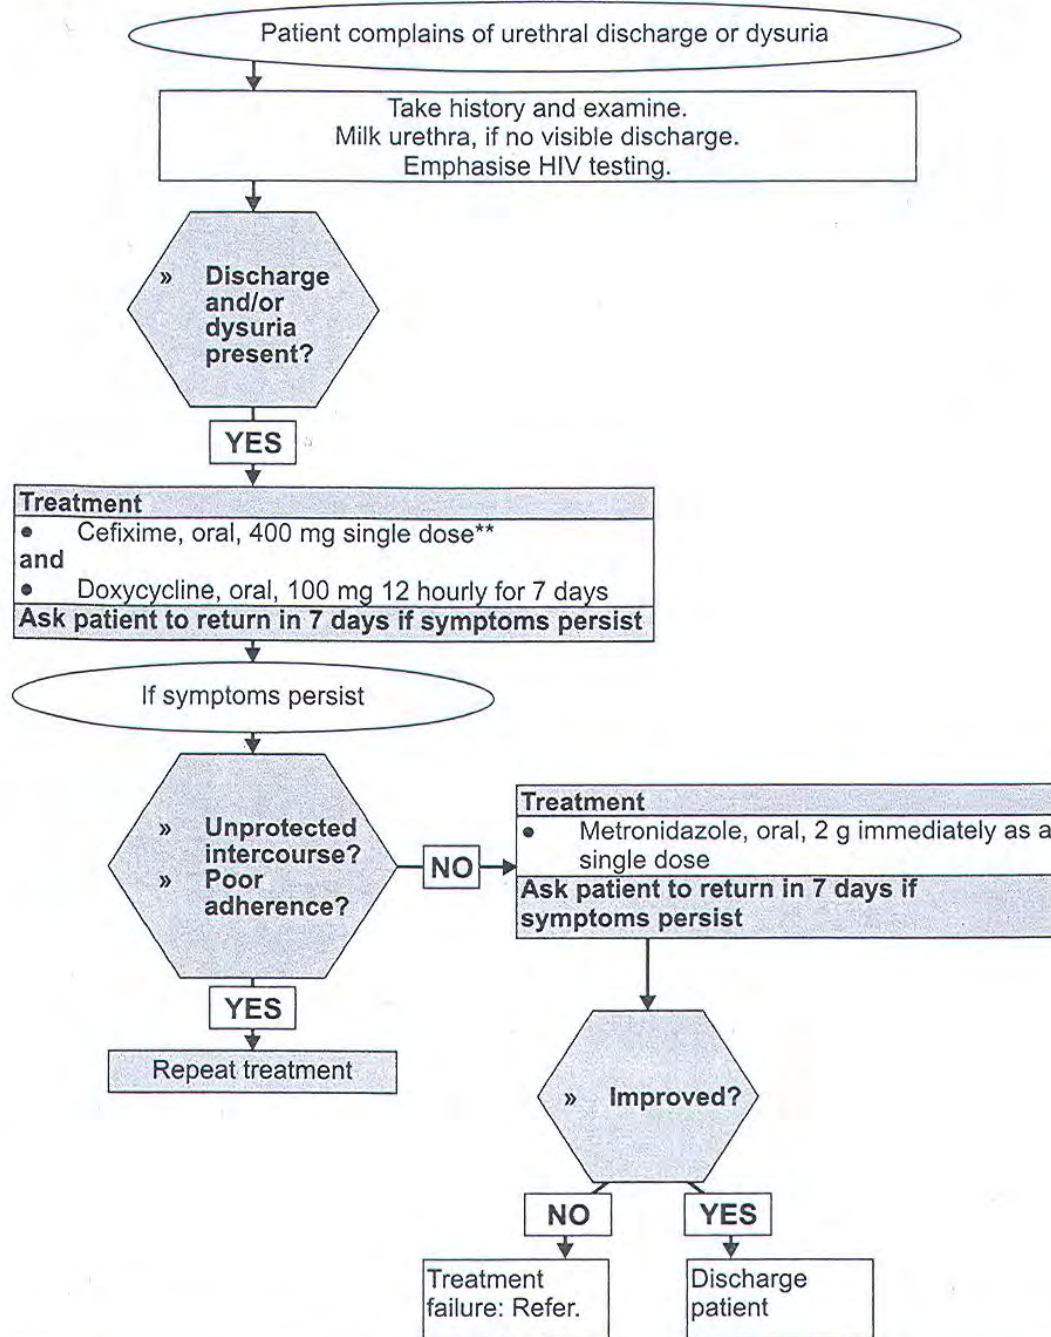 Patient complains of urethral discharge or dysuria
Take history and examine.
Milk urethra, if no visible discharge.
Emphasise HIV testing.
» Discharge
and/or
dysuria
present?
YES
Treatment
● Cefixime, oral, 400 mg single dose**
and
● Doxycycline, oral, 100 mg 12 hourly for 7 days
Ask patient to return in 7 days if symptoms persist
If symptoms persist
» Unprotected
intercourse?
» Poor
adherence?
NO
Treatment
● Metronidazole, oral, 2 g immediately as a
single dose
Ask patient to return in 7 days if
symptoms persist
YES
Repeat treatment
» Improved?
NO
YES
Treatment
failure: Refer.
Discharge
patient